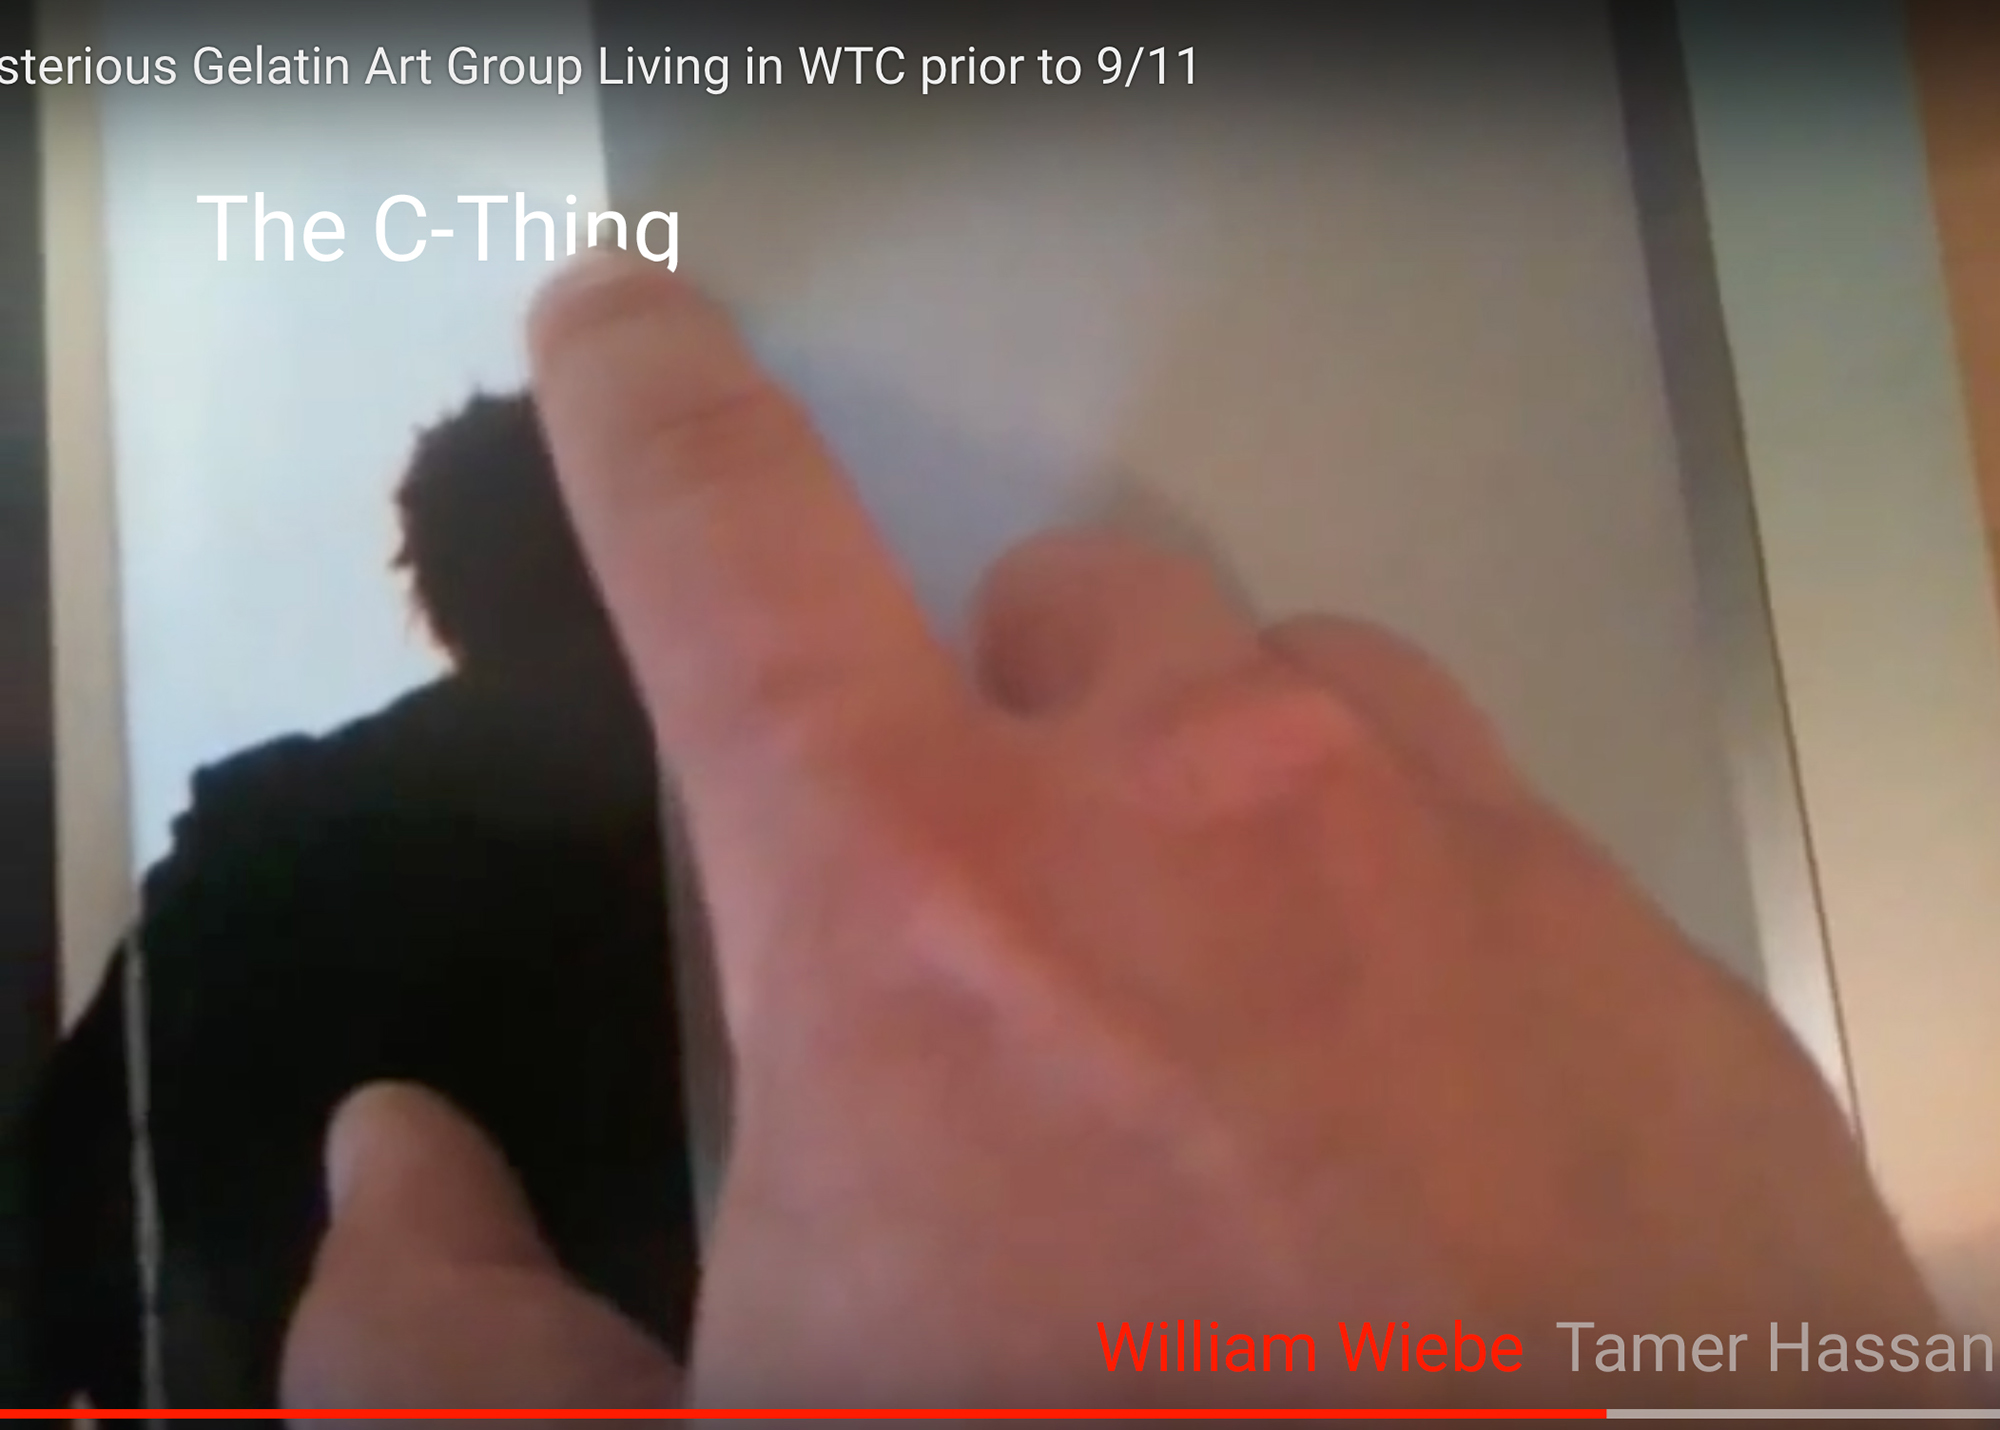 sterious Gelatin Art Group Living in WTC prior to 9/11
The C-Thing
William Wiebe Tamer Hassan